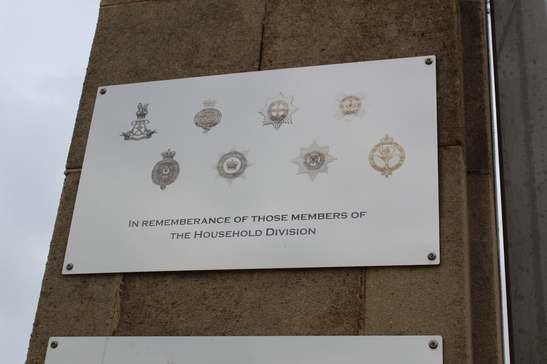 IN REMEMBERANCE OF THOSE MEMBERS OF
THE HOUSEHOLD DIVISION